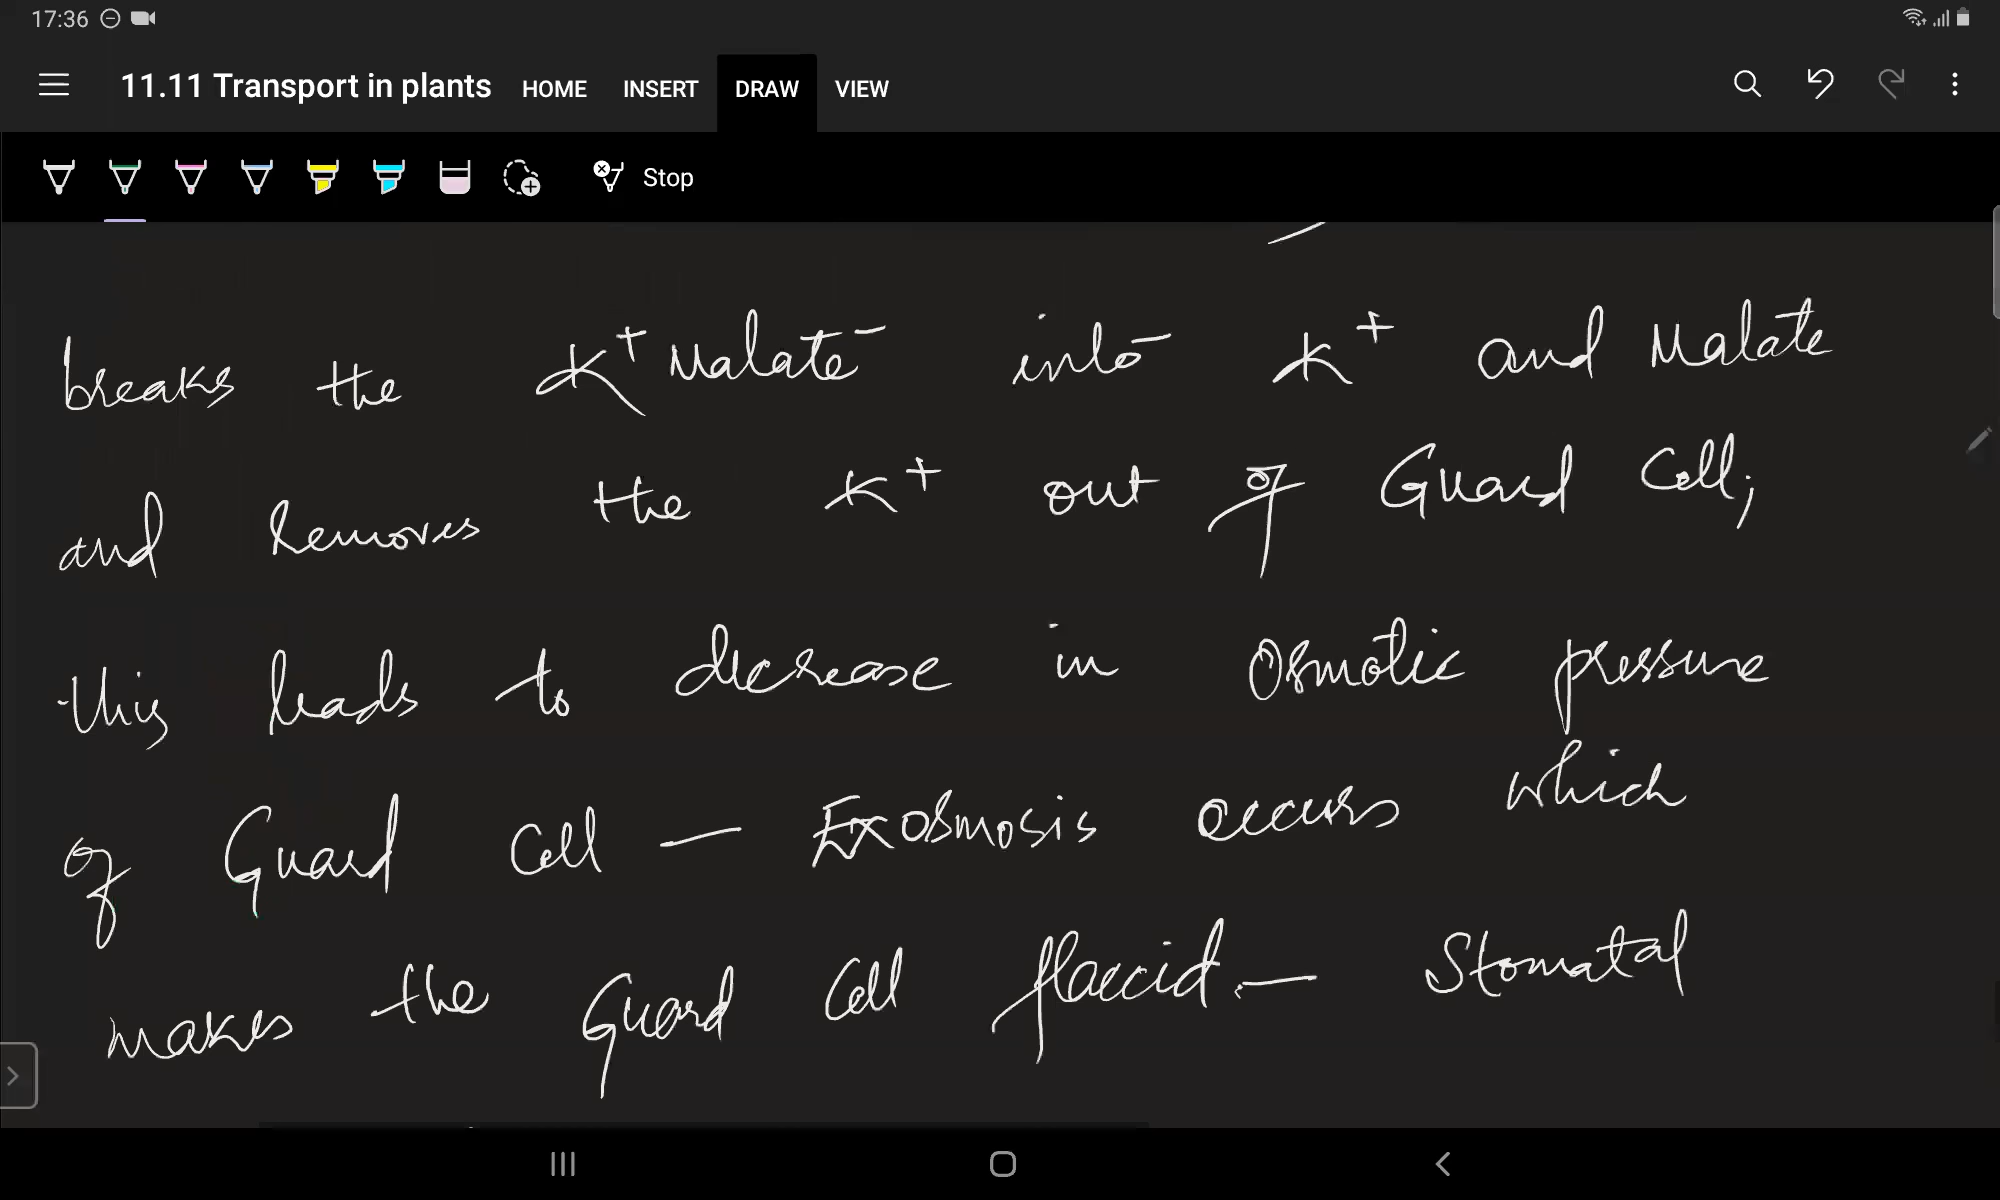 17:36
11.11 Transport in plants HOME INSERT DRAW VIEW
Stop
breaks the K⁺ Malate⁻ into K⁺ and Malate
and removes the K⁺ out of Guard Cell;
this leads to decrease in Osmotic pressure
of Guard Cell — Exosmosis occurs which
makes the Guard Cell flaccid. — Stomatal